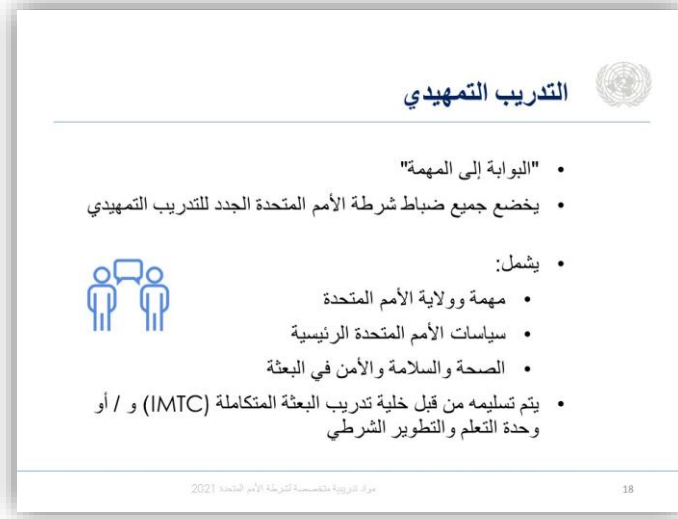 التدريب التمهيدي
• "البوابة إلى المهمة"
• يخضع جميع ضباط شرطة الأمم المتحدة الجدد للتدريب التمهيدي
• يشمل:
• مهمة وولاية الأمم المتحدة
• سياسات الأمم المتحدة الرئيسية
• الصحة والسلامة والأمن في البعثة
• يتم تسليمه من قبل خلية تدريب البعثة المتكاملة (IMTC) و / أو
وحدة التعلم والتطوير الشرطي
مواد تدريبية متخصصة لشرطة الأمم المتحدة 2021
18